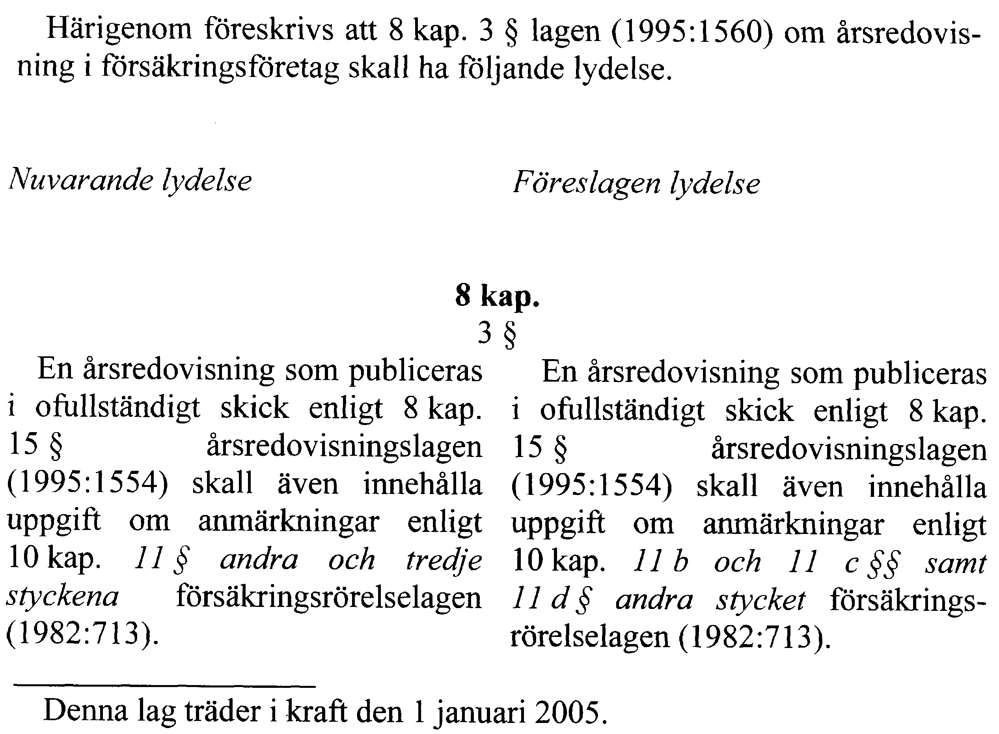 Härigenom föreskrivs att 8 kap. 3 § lagen (1995:1560) om årsredovis-
ning i försäkringsföretag skall ha följande lydelse.
Nuvarande lydelse
Föreslagen lydelse
8 kap.
3 §
En årsredovisning som publiceras
i ofullständigt skick enligt 8 kap.
15 § årsredovisningslagen
(1995:1554) skall även innehålla
uppgift om anmärkningar enligt
10 kap. 11 § andra och tredje
styckena försäkringsrörelselagen
(1982:713).
En årsredovisning som publiceras
i ofullständigt skick enligt 8 kap.
15 § årsredovisningslagen
(1995:1554) skall även innehålla
uppgift om anmärkningar enligt
10 kap. 11 b och 11 c §§ samt
11 d § andra stycket försäkrings-
rörelselagen (1982:713).
Denna lag träder i kraft den 1 januari 2005.